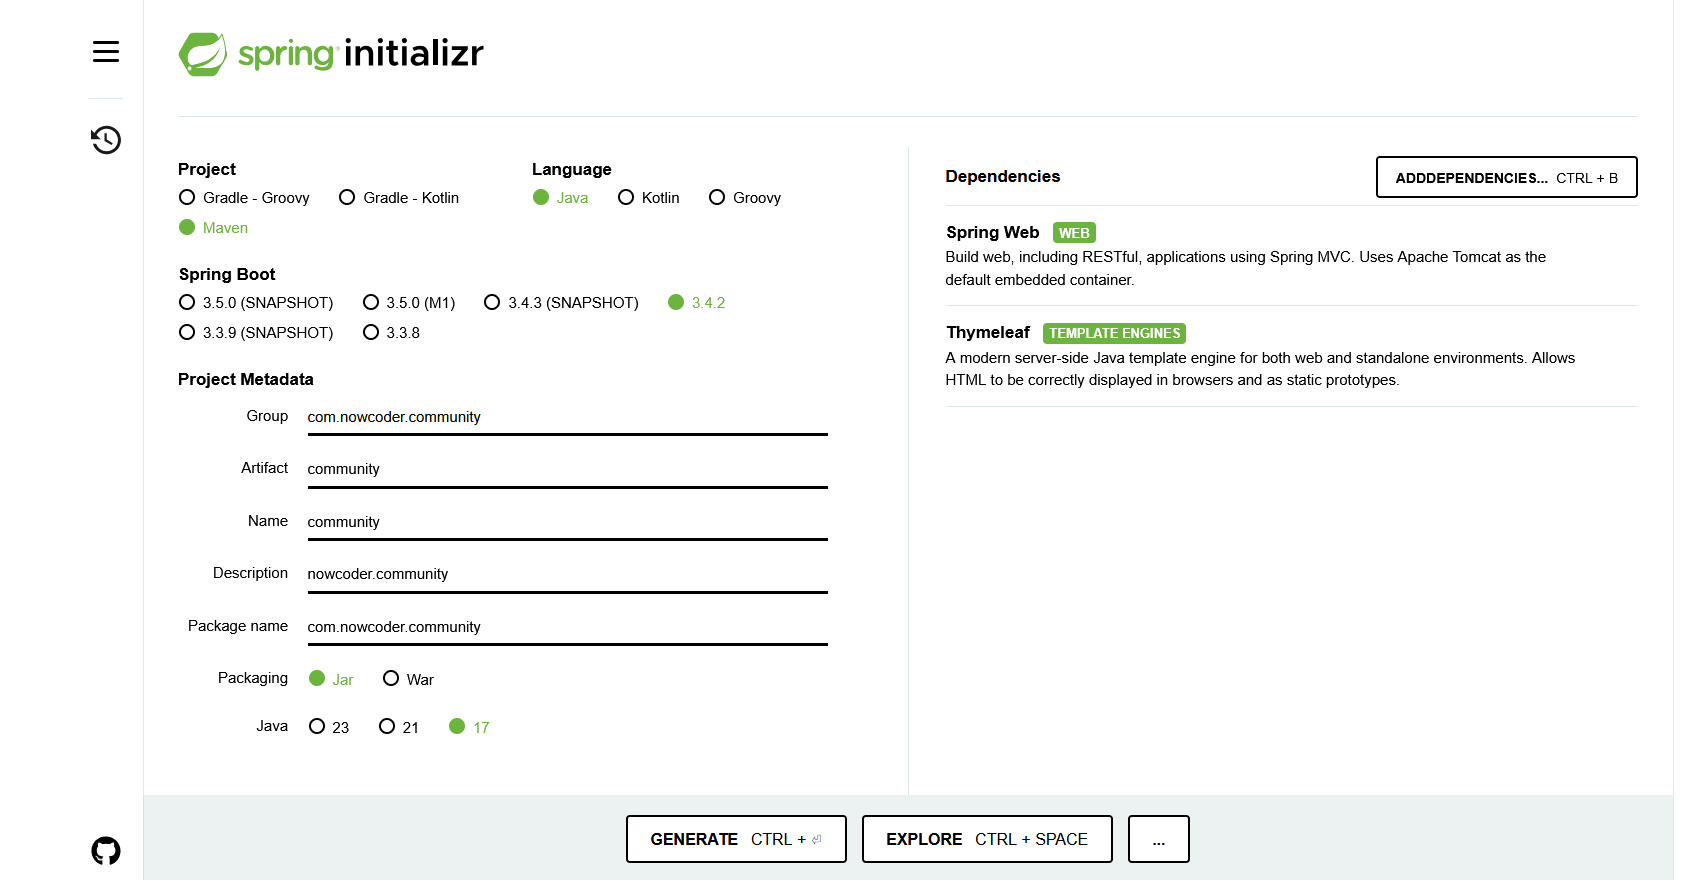 spring initializr
Project
Gradle - Groovy Gradle - Kotlin
Maven
Language
Java Kotlin Groovy
Spring Boot
3.5.0 (SNAPSHOT) 3.5.0 (M1) 3.4.3 (SNAPSHOT) 3.4.2
3.3.9 (SNAPSHOT) 3.3.8
Project Metadata
Group com.nowcoder.community
Artifact community
Name community
Description nowcoder.community
Package name com.nowcoder.community
Packaging Jar War
Java 23 21 17
Dependencies
ADDDEPENDENCIES... CTRL + B
Spring Web WEB
Build web, including RESTful, applications using Spring MVC. Uses Apache Tomcat as the
default embedded container.
Thymeleaf TEMPLATE ENGINES
A modern server-side Java template engine for both web and standalone environments. Allows
HTML to be correctly displayed in browsers and as static prototypes.
GENERATE CTRL + ⏎
EXPLORE CTRL + SPACE
...